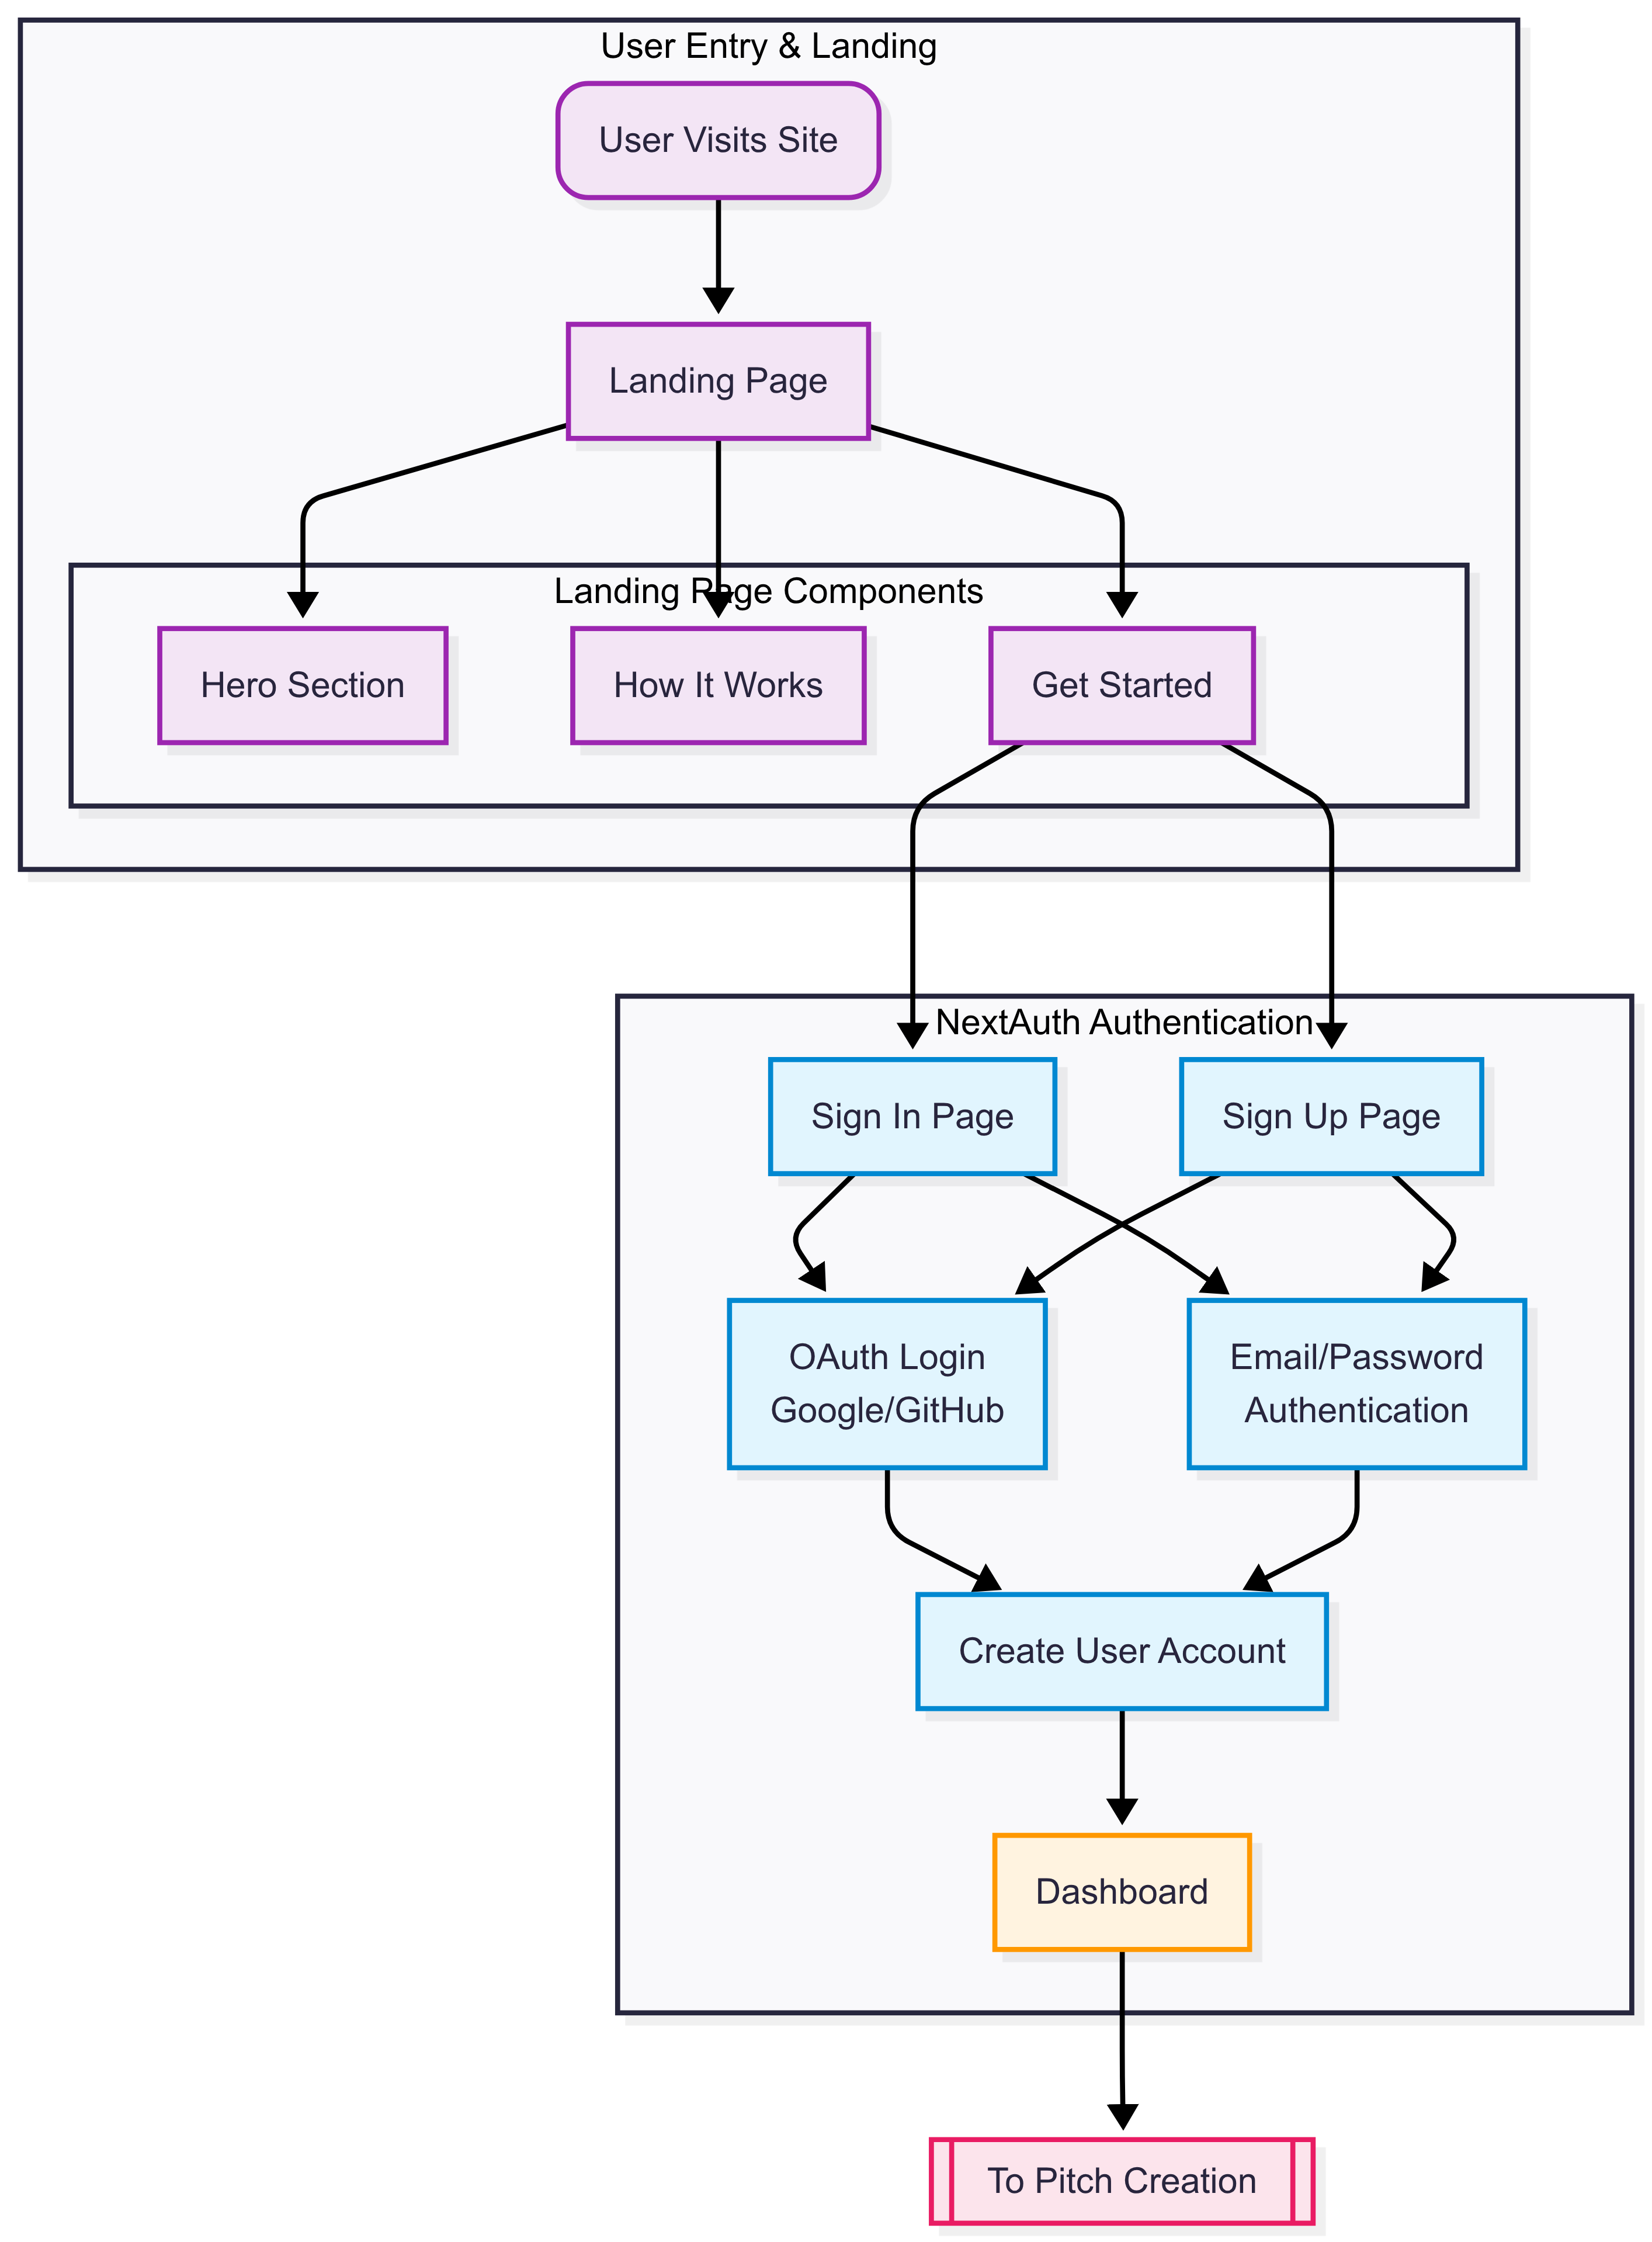 User Entry & Landing
User Visits Site
Landing Page
Landing Page Components
Hero Section
How It Works
Get Started
NextAuth Authentication
Sign In Page
Sign Up Page
OAuth Login
Google/GitHub
Email/Password
Authentication
Create User Account
Dashboard
To Pitch Creation